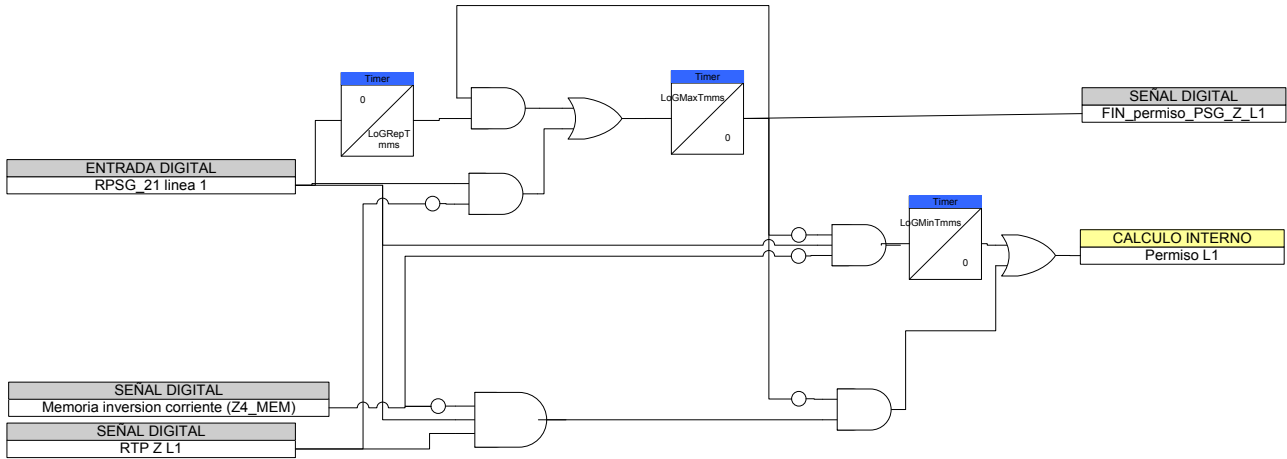 Timer
0
LoGRepT
mms
Timer
LoGMaxTmms
0
SEÑAL DIGITAL
FIN_permiso_PSG_Z_L1
ENTRADA DIGITAL
RPSG_21 linea 1
Timer
LoGMinTmms
0
CALCULO INTERNO
Permiso L1
SEÑAL DIGITAL
Memoria inversion corriente (Z4_MEM)
SEÑAL DIGITAL
RTP Z L1